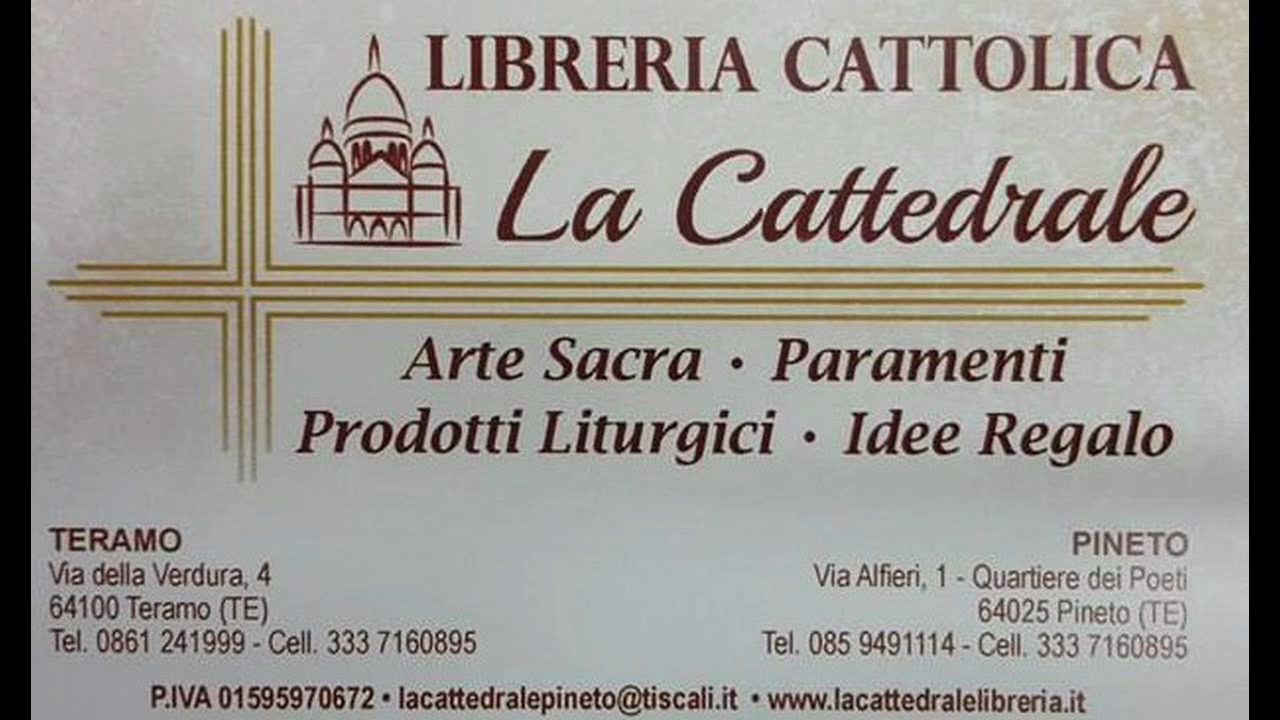 LIBRERIA CATTOLICA
La Cattedrale
Arte Sacra • Paramenti
Prodotti Liturgici • Idee Regalo
TERAMO
Via della Verdura, 4
64100 Teramo (TE)
Tel. 0861 241999 - Cell. 333 7160895
PINETO
Via Alfieri, 1 - Quartiere dei Poeti
64025 Pineto (TE)
Tel. 085 9491114 - Cell. 333 7160895
P.IVA 01595970672 • lacattedralepineto@tiscali.it • www.lacattedralelibreria.it